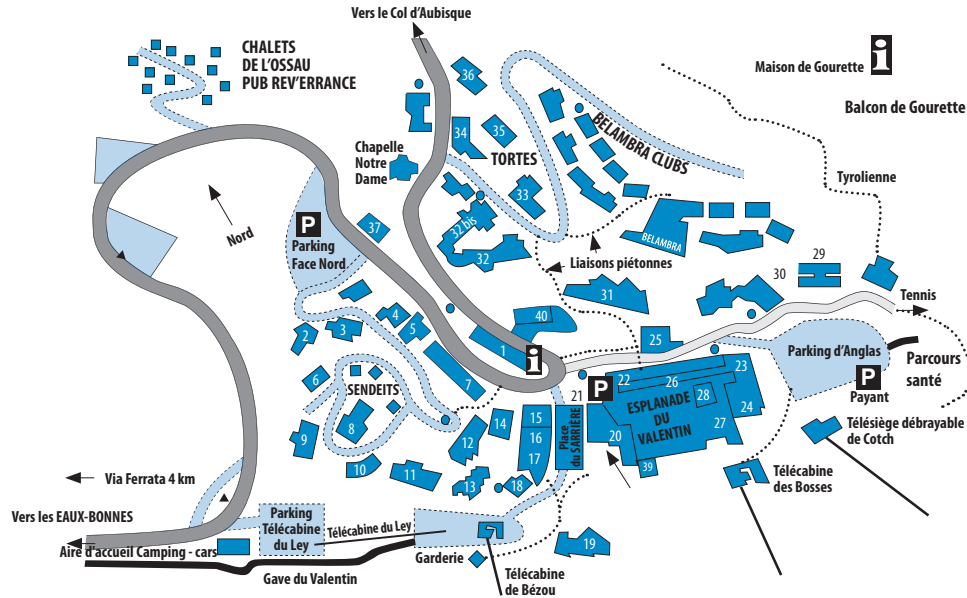 Vers le Col d'Aubisque
CHALETS
DE L'OSSAU
PUB REV'ERRANCE
Maison de Gourette
i
Balcon de Gourette
36
34
35
TORTES
BELAMBRA CLUBS
Chapelle
Notre
Dame
33
Tyrolienne
Nord
P
Parking
Face Nord
37
32 bis
32
BELAMBRA
Liaisons piétonnes
29
30
31
Tennis
2
3
4
5
40
1
i
25
Parking d'Anglas
P
Payant
Parcours
santé
6
SENDEITS
7
21
P
22
26
23
28
24
ESPLANADE
DU
VALENTIN
27
20
39
8
9
10
11
12
13
14
15
16
17
18
Place
du SARRIÈRE
Télésiège débrayable
de Cotch
Télécabine
des Bosses
Via Ferrata 4 km
Vers les EAUX-BONNES
Parking
Télécabine
du Ley
Télécabine du Ley
Aire d'accueil Camping - cars
Gave du Valentin
Garderie
19
Télécabine
de Bézou